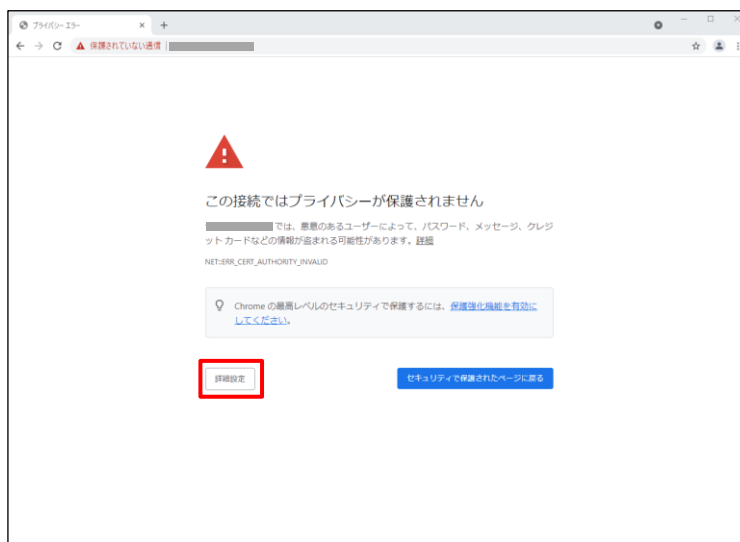 プライバシー エラー
保護されていない通信
この接続ではプライバシーが保護されません
では、悪意のあるユーザーによって、パスワード、メッセージ、クレジ
ット カードなどの情報が盗まれる可能性があります。詳細
NET::ERR_CERT_AUTHORITY_INVALID
Chrome の最高レベルのセキュリティで保護するには、保護強化機能を有効に
してください。
詳細設定
セキュリティで保護されたページに戻る